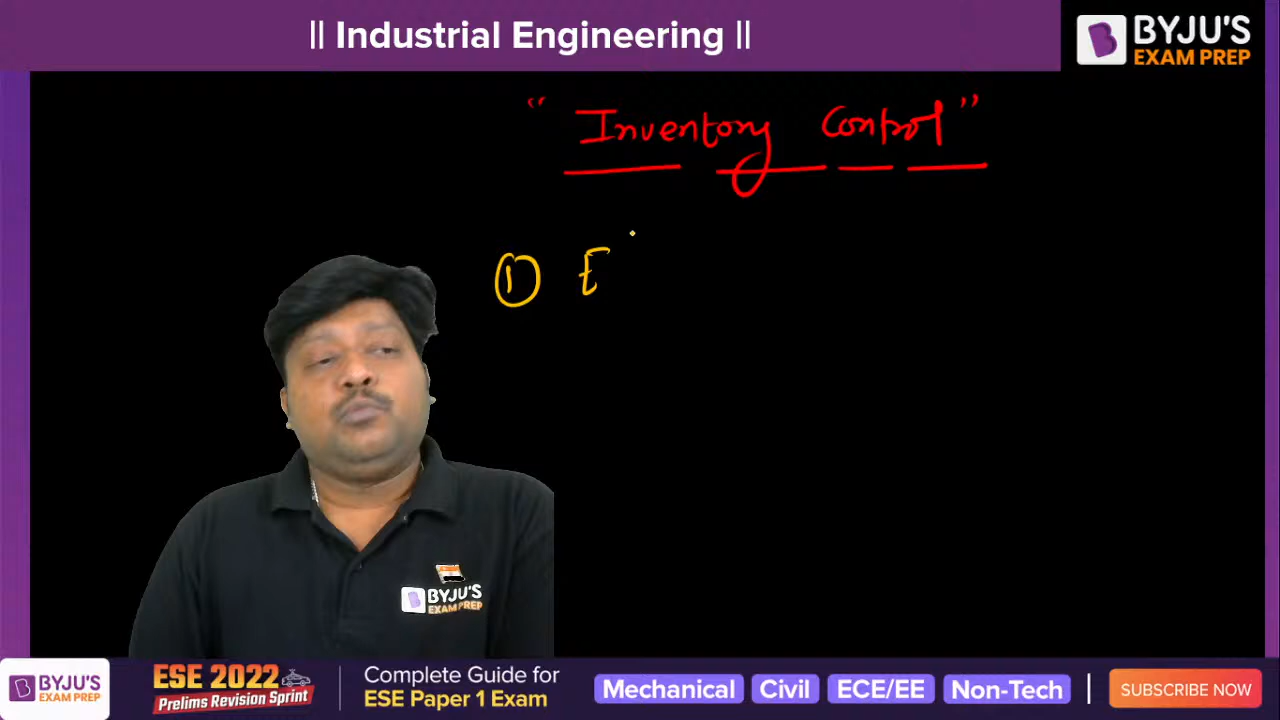 || Industrial Engineering ||
BYJU'S
EXAM PREP
" Inventory Control "
① E
BYJU'S
EXAM PREP
BYJU'S
EXAM PREP
ESE 2022
Prelims Revision Sprint
Complete Guide for
ESE Paper 1 Exam
Mechanical
Civil
ECE/EE
Non-Tech
SUBSCRIBE NOW